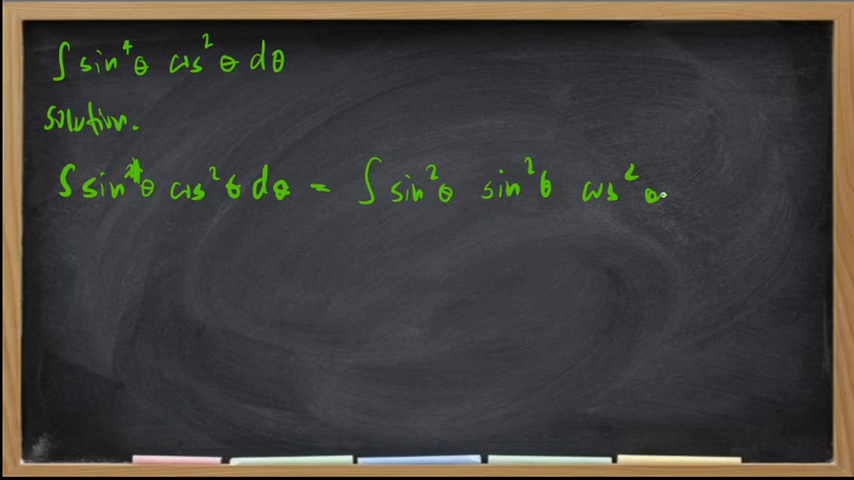 ∫ sin⁴θ cos²θ dθ
solution.
∫ sin⁴θ cos²θ dθ = ∫ sin²θ sin²θ cos²θ